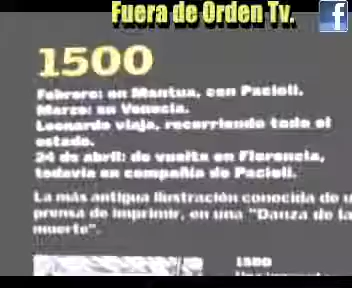 Fuera de Orden Tv.
1500
Febrero: en Mantua, con Pacioli.
Marzo: en Venecia.
Leonardo viaja, recorriendo todo el
estado.
24 de abril: de vuelta en Florencia,
todavia en compañia de Pacioli.
La más antigua ilustración conocida de u
prensa de imprimir, en una "Danza de la
muerte".
1500